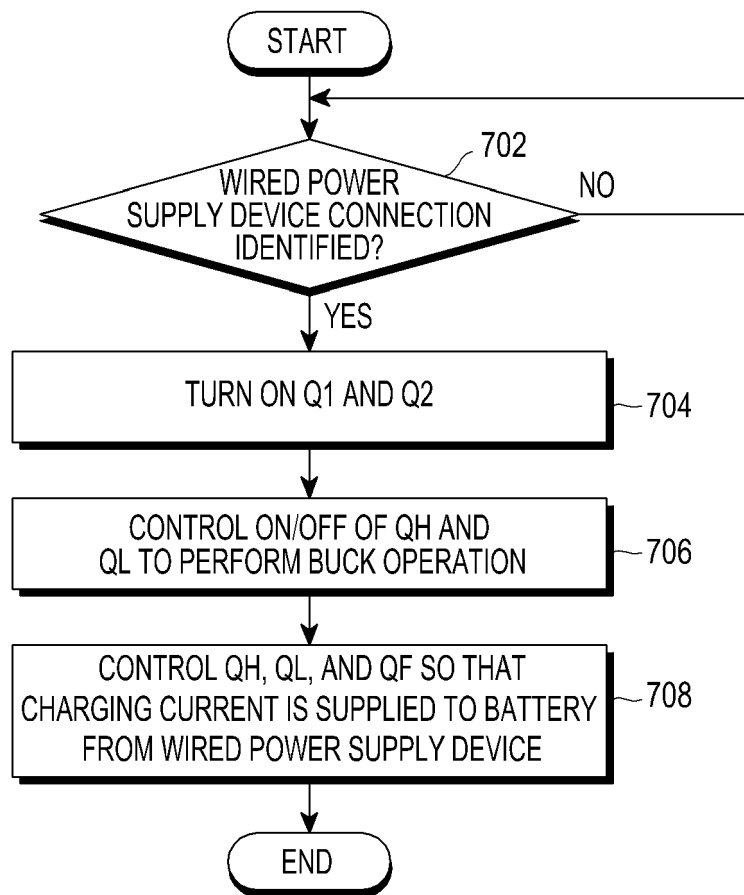 START
702
WIRED POWER
SUPPLY DEVICE CONNECTION
IDENTIFIED?
NO
YES
TURN ON Q1 AND Q2
704
CONTROL ON/OFF OF QH AND
QL TO PERFORM BUCK OPERATION
706
CONTROL QH, QL, AND QF SO THAT
CHARGING CURRENT IS SUPPLIED TO BATTERY
FROM WIRED POWER SUPPLY DEVICE
708
END